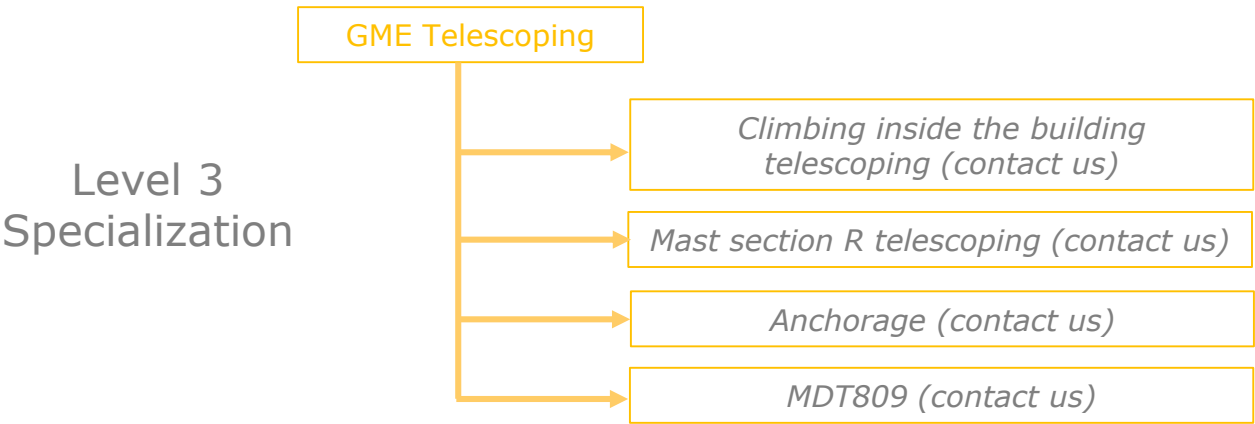 GME Telescoping
Climbing inside the building
telescoping (contact us)
Level 3
Specialization
Mast section R telescoping (contact us)
Anchorage (contact us)
MDT809 (contact us)